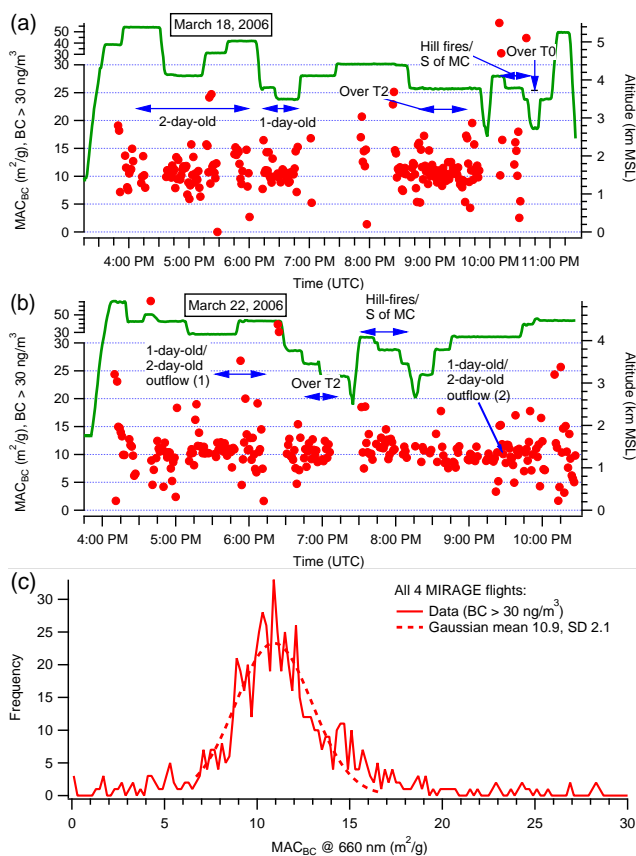 (a)
March 18, 2006
Hill fires/
S of MC
Over T0
2-day-old
1-day-old
Over T2
MAC_BC (m²/g), BC > 30 ng/m³
50
40
30
30
25
20
15
10
5
0
Altitude (km MSL)
5
4
3
2
1
0
4:00 PM 5:00 PM 6:00 PM 7:00 PM 8:00 PM 9:00 PM 10:00 PM 11:00 PM
Time (UTC)
(b)
March 22, 2006
Hill-fires/
S of MC
1-day-old/
2-day-old
outflow (1)
Over T2
1-day-old/
2-day-old
outflow (2)
MAC_BC (m²/g), BC > 30 ng/m³
70
60
50
40
30
30
25
20
15
10
5
0
Altitude (km MSL)
4
3
2
1
0
4:00 PM 5:00 PM 6:00 PM 7:00 PM 8:00 PM 9:00 PM 10:00 PM
Time (UTC)
(c)
All 4 MIRAGE flights:
Data (BC > 30 ng/m³)
Gaussian mean 10.9, SD 2.1
Frequency
30
25
20
15
10
5
0
0 5 10 15 20 25 30
MAC_BC @ 660 nm (m²/g)